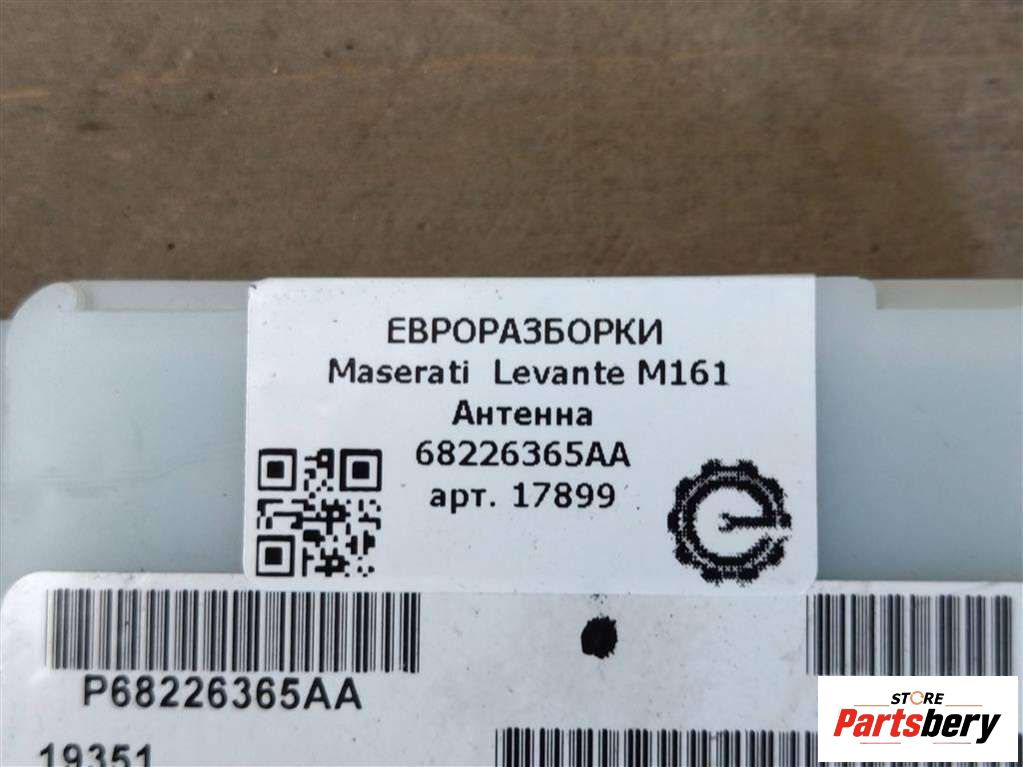 ЕВРОРАЗБОРКИ
Maserati Levante M161
Антенна
68226365AA
арт. 17899
P68226365AA
19351
STORE
Partsbery